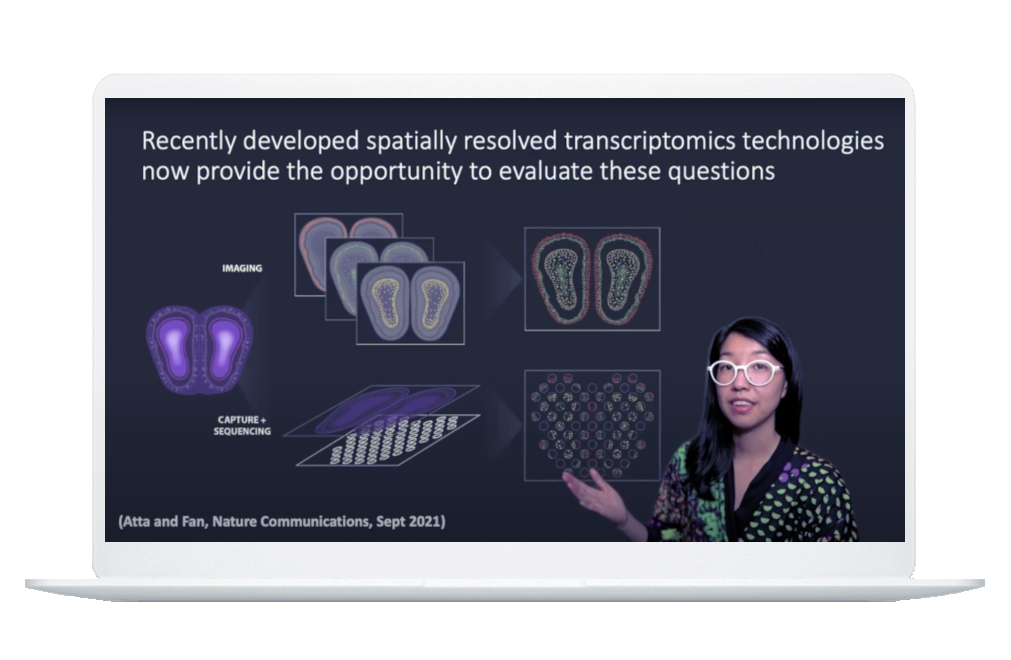 Recently developed spatially resolved transcriptomics technologies
now provide the opportunity to evaluate these questions
IMAGING
CAPTURE +
SEQUENCING
(Atta and Fan, Nature Communications, Sept 2021)